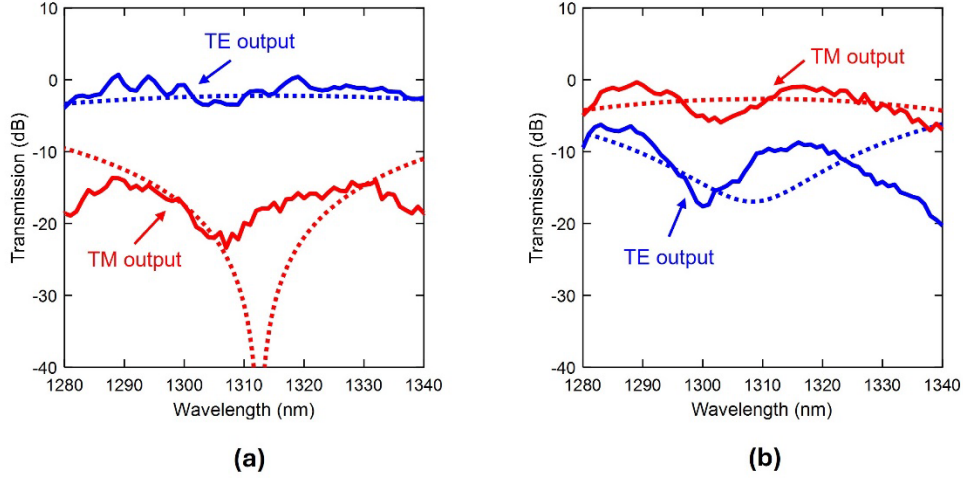 10
0
-10
-20
-30
-40
Transmission (dB)
TE output
TM output
1280 1290 1300 1310 1320 1330 1340
Wavelength (nm)
(a)
10
0
-10
-20
-30
-40
Transmission (dB)
TM output
TE output
1280 1290 1300 1310 1320 1330 1340
Wavelength (nm)
(b)